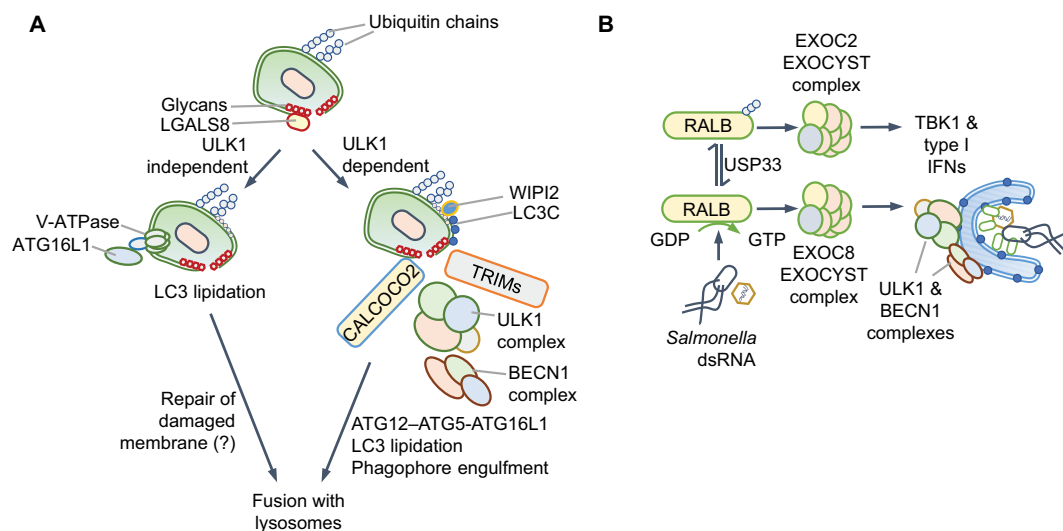 A
Ubiquitin chains
Glycans
LGALS8
ULK1
independent
ULK1
dependent
V-ATPase
ATG16L1
WIPI2
LC3C
LC3 lipidation
CALCOCO2
TRIMs
ULK1
complex
BECN1
complex
Repair of
damaged
membrane (?)
ATG12–ATG5-ATG16L1
LC3 lipidation
Phagophore engulfment
Fusion with
lysosomes
B
EXOC2
EXOCYST
complex
RALB
TBK1 &
type I
IFNs
USP33
RALB
GDP
GTP
EXOC8
EXOCYST
complex
ULK1 &
BECN1
complexes
Salmonella
dsRNA